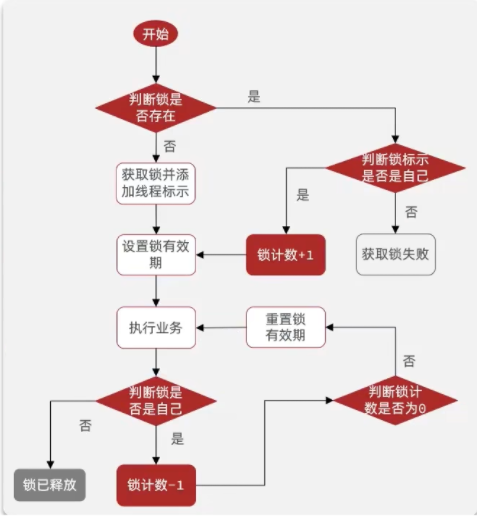 开始
判断锁是
否存在
是
否
获取锁并添
加线程标示
判断锁标示
是否是自己
是
否
设置锁有效
期
锁计数+1
获取锁失败
执行业务
重置锁
有效期
否
判断锁是
否是自己
判断锁计
数是否为0
否
是
锁已释放
锁计数-1